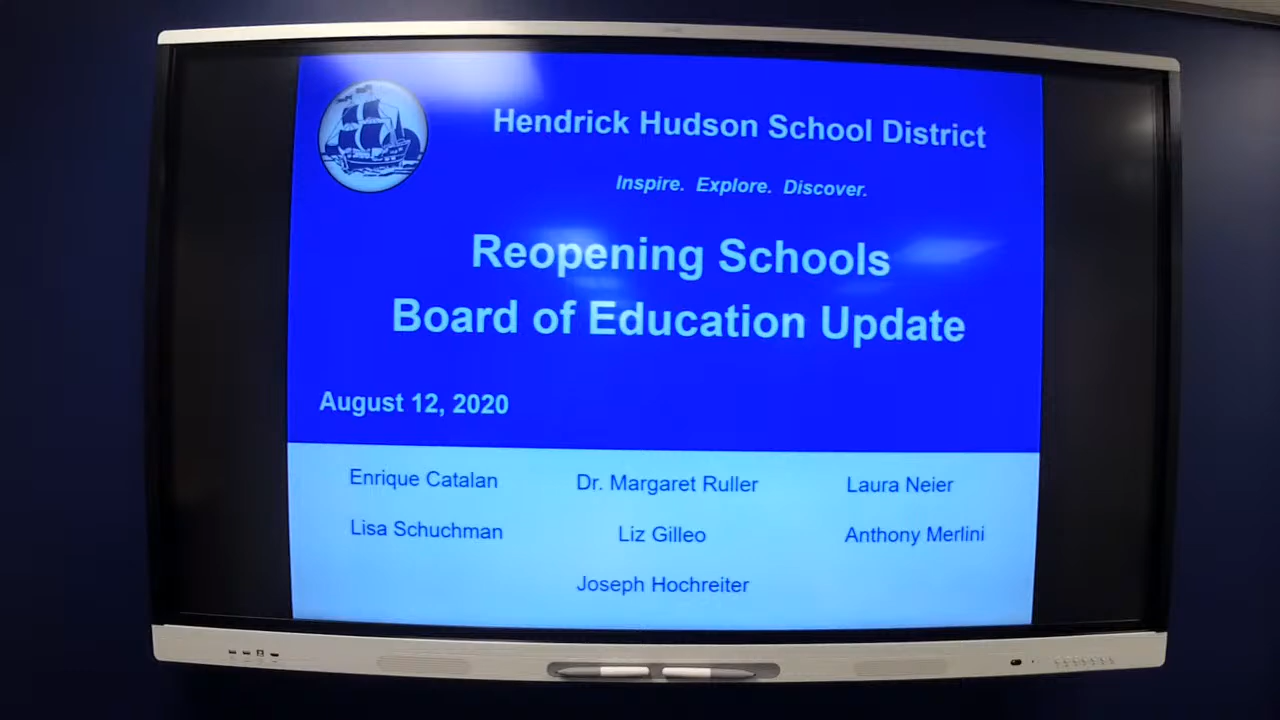 Hendrick Hudson School District
Inspire. Explore. Discover.
Reopening Schools
Board of Education Update
August 12, 2020
Enrique Catalan Dr. Margaret Ruller Laura Neier
Lisa Schuchman Liz Gilleo Anthony Merlini
Joseph Hochreiter